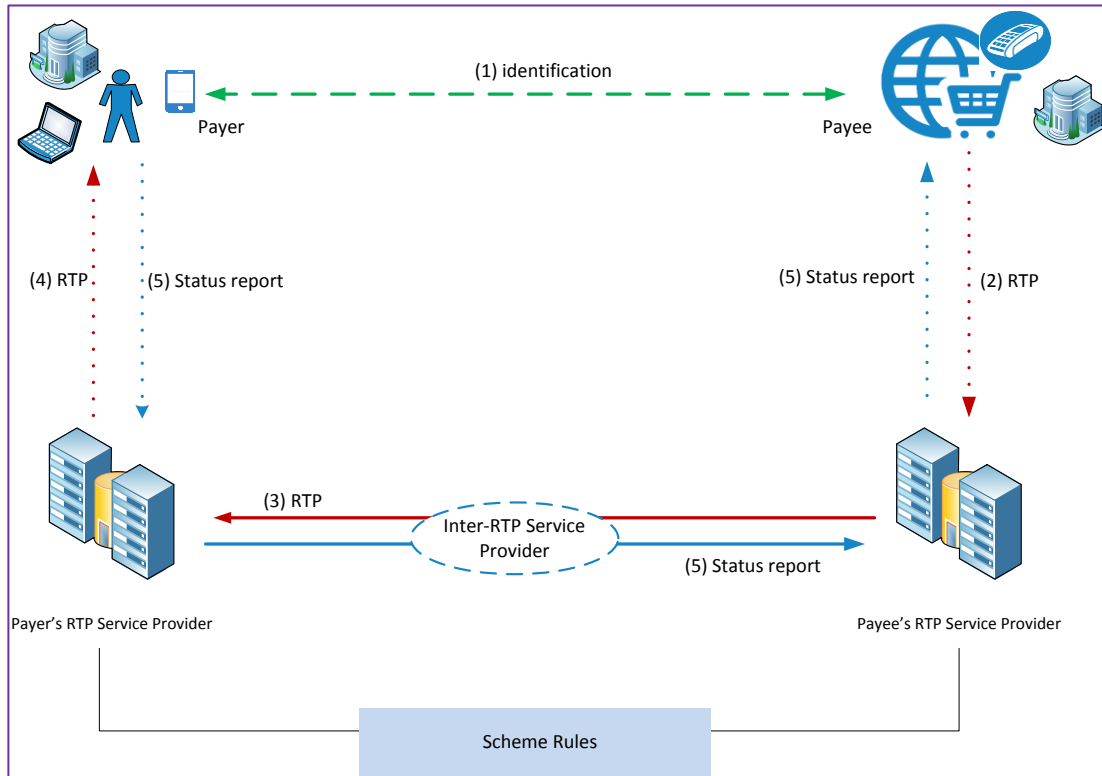 (1) identification
Payer
Payee
(4) RTP
(5) Status report
(5) Status report
(2) RTP
(3) RTP
Inter-RTP Service
Provider
(5) Status report
Payer’s RTP Service Provider
Payee’s RTP Service Provider
Scheme Rules